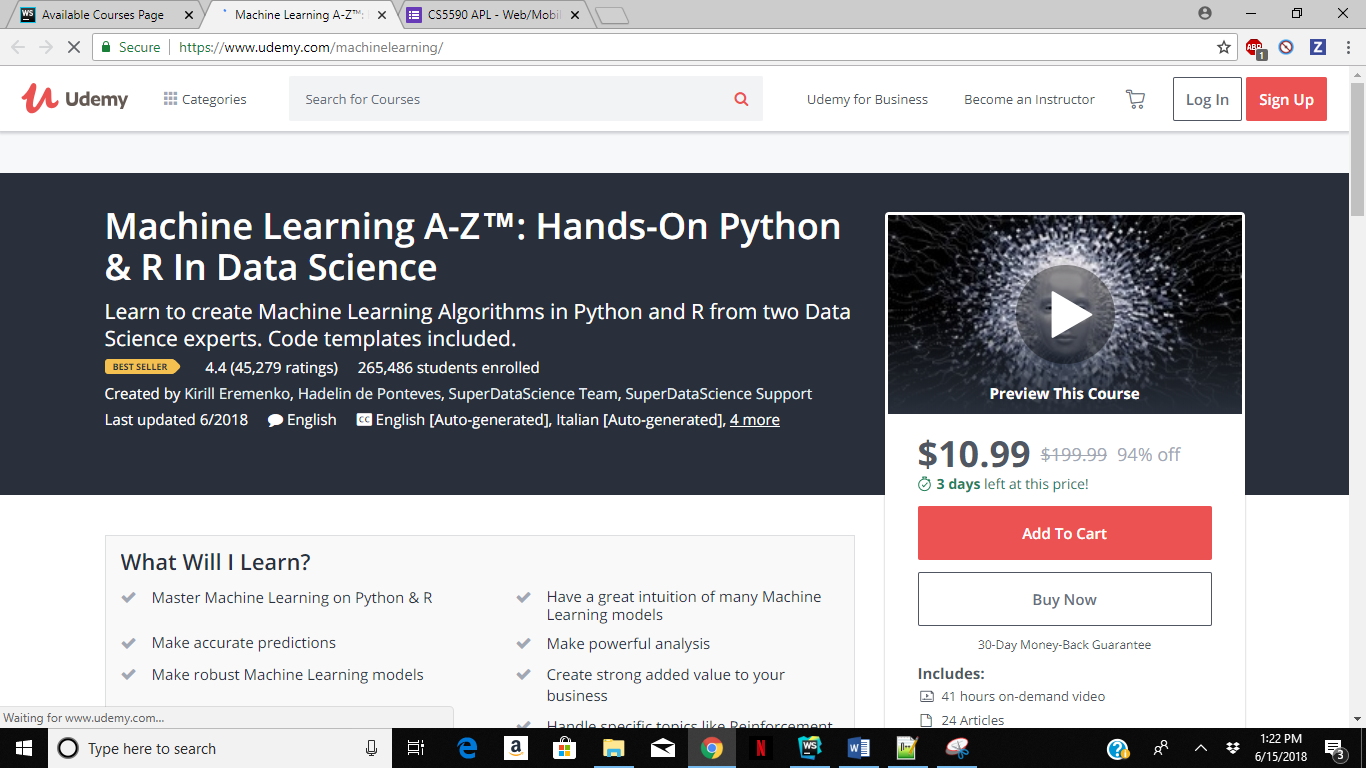 Available Courses Page
Machine Learning A-Z™:
CS5590 APL - Web/Mobil
Secure
https://www.udemy.com/machinelearning/
ABP
1
Z
Udemy
Categories
Search for Courses
Udemy for Business
Become an Instructor
Log In
Sign Up
Machine Learning A-Z™: Hands-On Python
& R In Data Science
Learn to create Machine Learning Algorithms in Python and R from two Data
Science experts. Code templates included.
BEST SELLER 4.4 (45,279 ratings) 265,486 students enrolled
Created by Kirill Eremenko, Hadelin de Ponteves, SuperDataScience Team, SuperDataScience Support
Last updated 6/2018 English CC English [Auto-generated], Italian [Auto-generated], 4 more
Preview This Course
$10.99 $199.99 94% off
3 days left at this price!
Add To Cart
Buy Now
30-Day Money-Back Guarantee
Includes:
41 hours on-demand video
24 Articles
What Will I Learn?
Master Machine Learning on Python & R
Make accurate predictions
Make robust Machine Learning models
Have a great intuition of many Machine
Learning models
Make powerful analysis
Create strong added value to your
business
Handle specific topics like Reinforcement
Waiting for www.udemy.com...
Type here to search
1:22 PM
6/15/2018
3